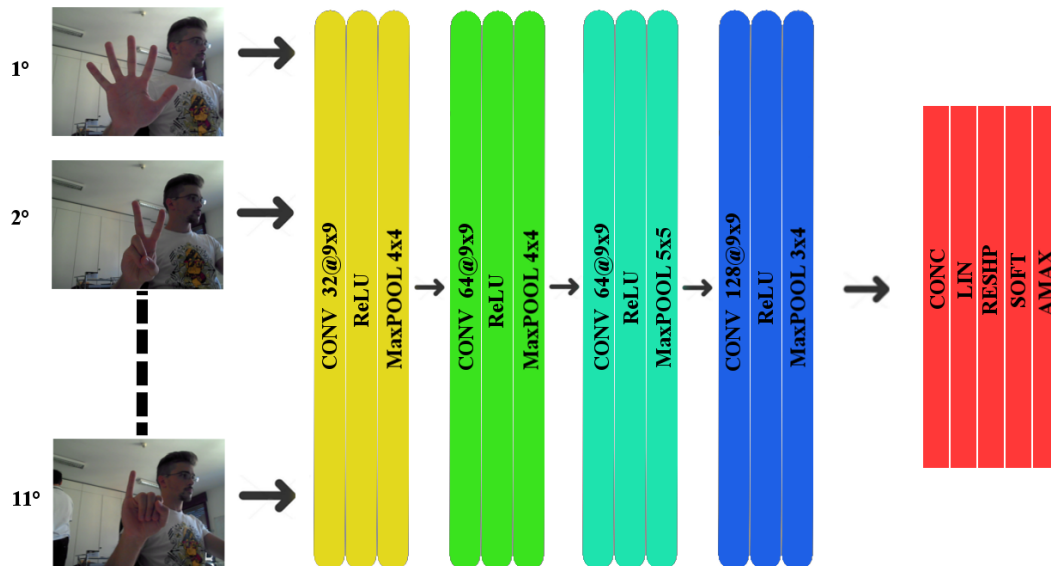 1°
2°
11°
CONV 32@9x9
ReLU
MaxPOOL 4x4
CONV 64@9x9
ReLU
MaxPOOL 4x4
CONV 64@9x9
ReLU
MaxPOOL 5x5
CONV 128@9x9
ReLU
MaxPOOL 3x4
CONC
LIN
RESHP
SOFT
AMAX